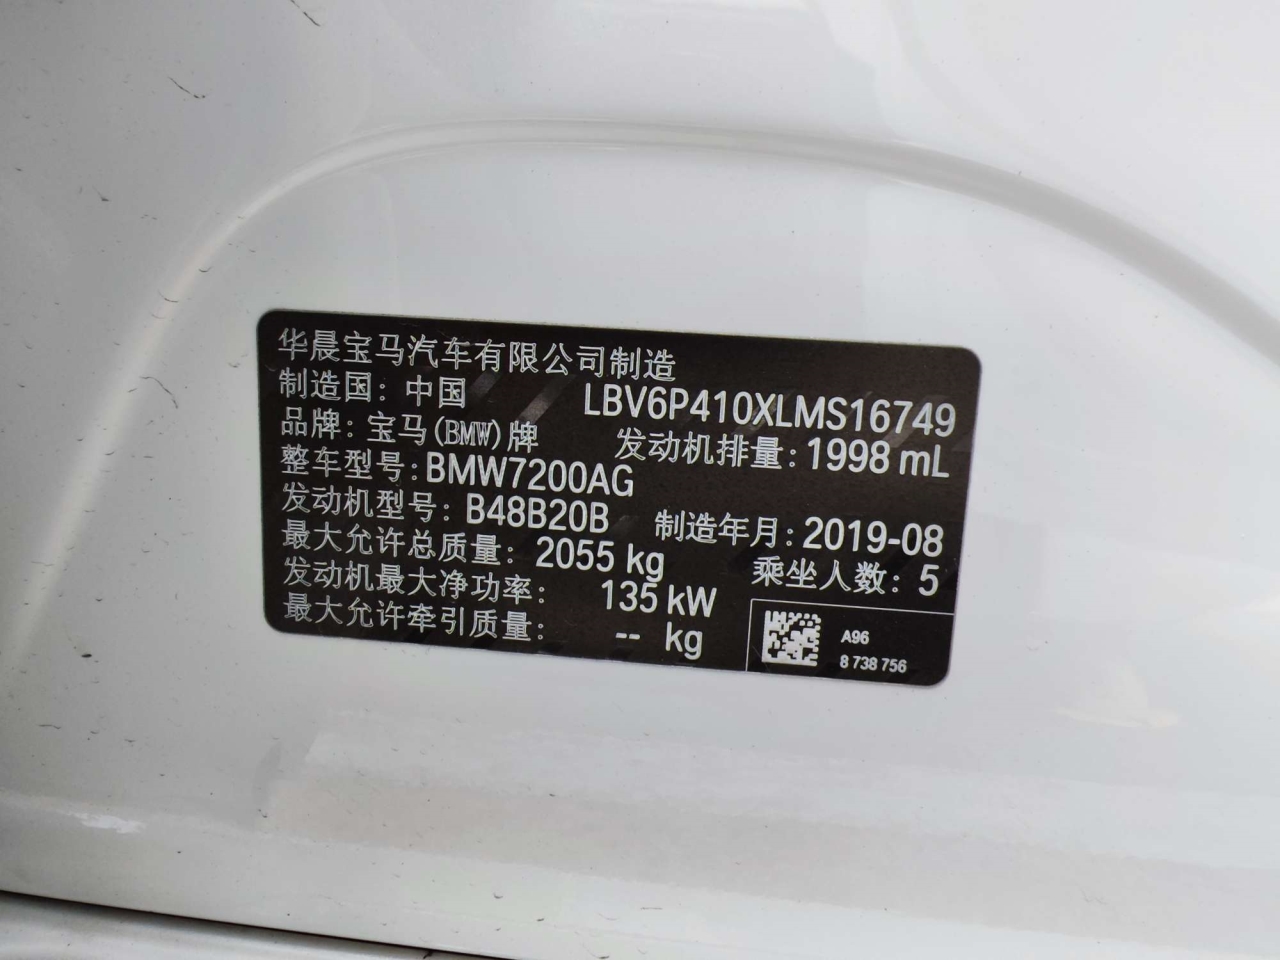 华晨宝马汽车有限公司制造
制造国：中国 LBV6P410XLMS16749
品牌：宝马(BMW)牌 发动机排量：1998 mL
整车型号：BMW7200AG
发动机型号：B48B20B 制造年月：2019-08
最大允许总质量：2055 kg 乘坐人数：5
发动机最大净功率：135 kW
最大允许牵引质量：-- kg
A96
8 738 756